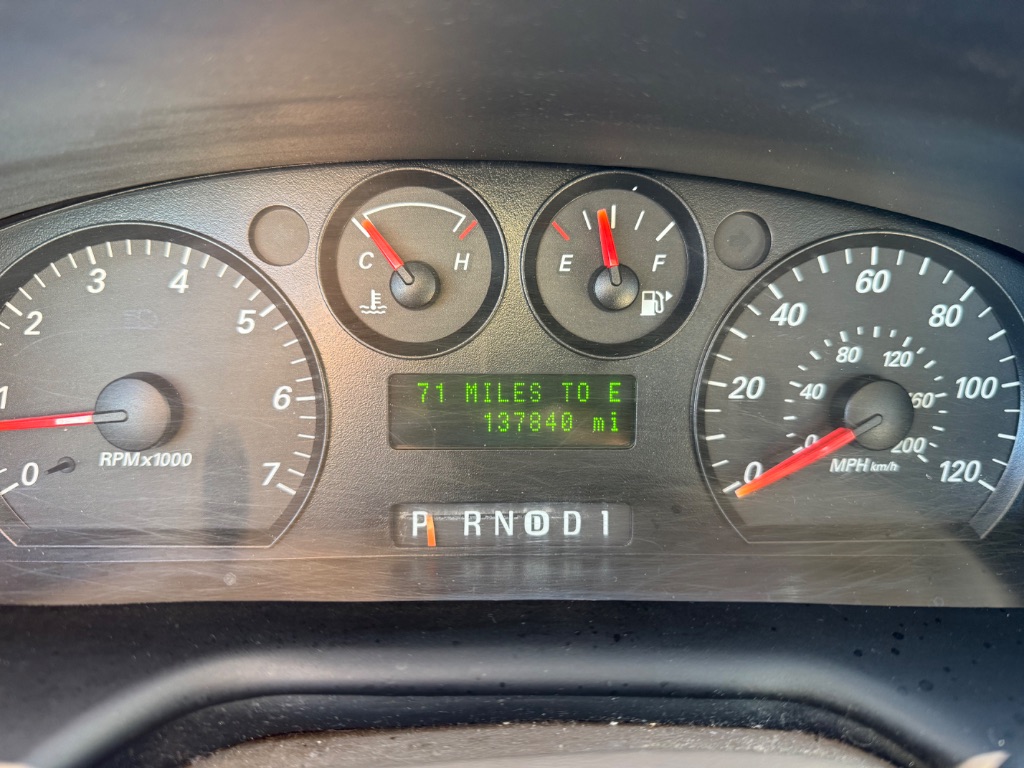 0 1 2 3 4 5 6 7
RPMx1000
C H
E F
71 MILES TO E
137840 mi
P R N D D 1
0 20 40 60 80 100 120
0 40 80 120 160 200
MPH km/h